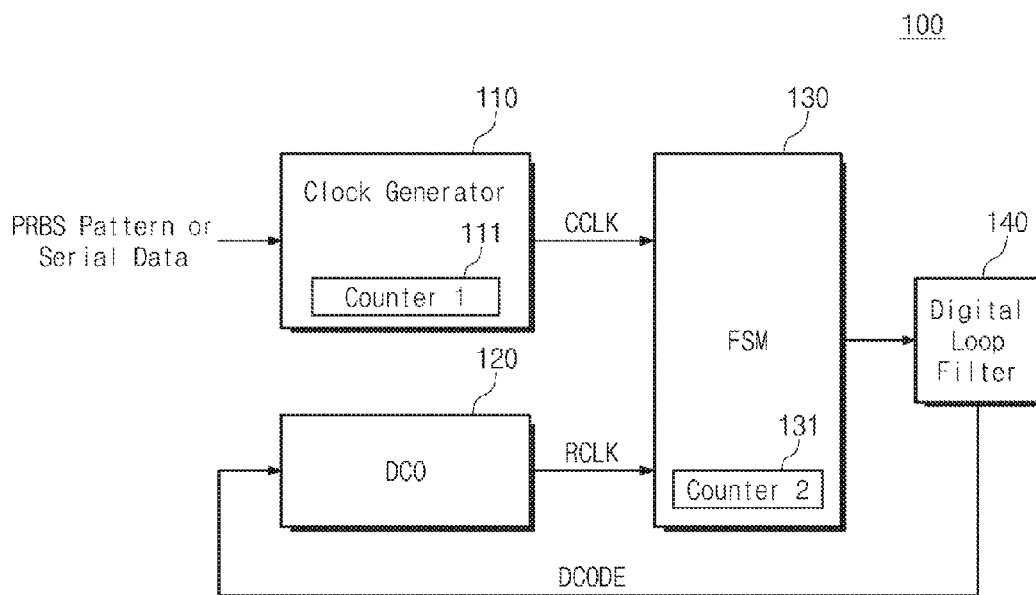 100
110
130
Clock Generator
PRBS Pattern or
Serial Data
111
CCLK
140
Counter 1
Digital
Loop
Filter
FSM
120
131
DCO
RCLK
Counter 2
DCODE